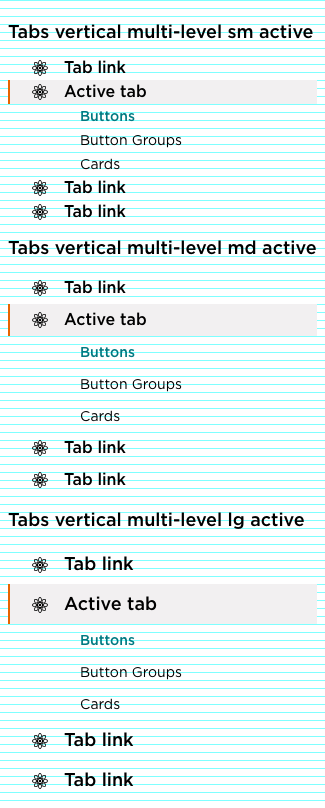 Tabs vertical multi-level sm active
Tab link
Active tab
Buttons
Button Groups
Cards
Tab link
Tab link
Tabs vertical multi-level md active
Tab link
Active tab
Buttons
Button Groups
Cards
Tab link
Tab link
Tabs vertical multi-level lg active
Tab link
Active tab
Buttons
Button Groups
Cards
Tab link
Tab link